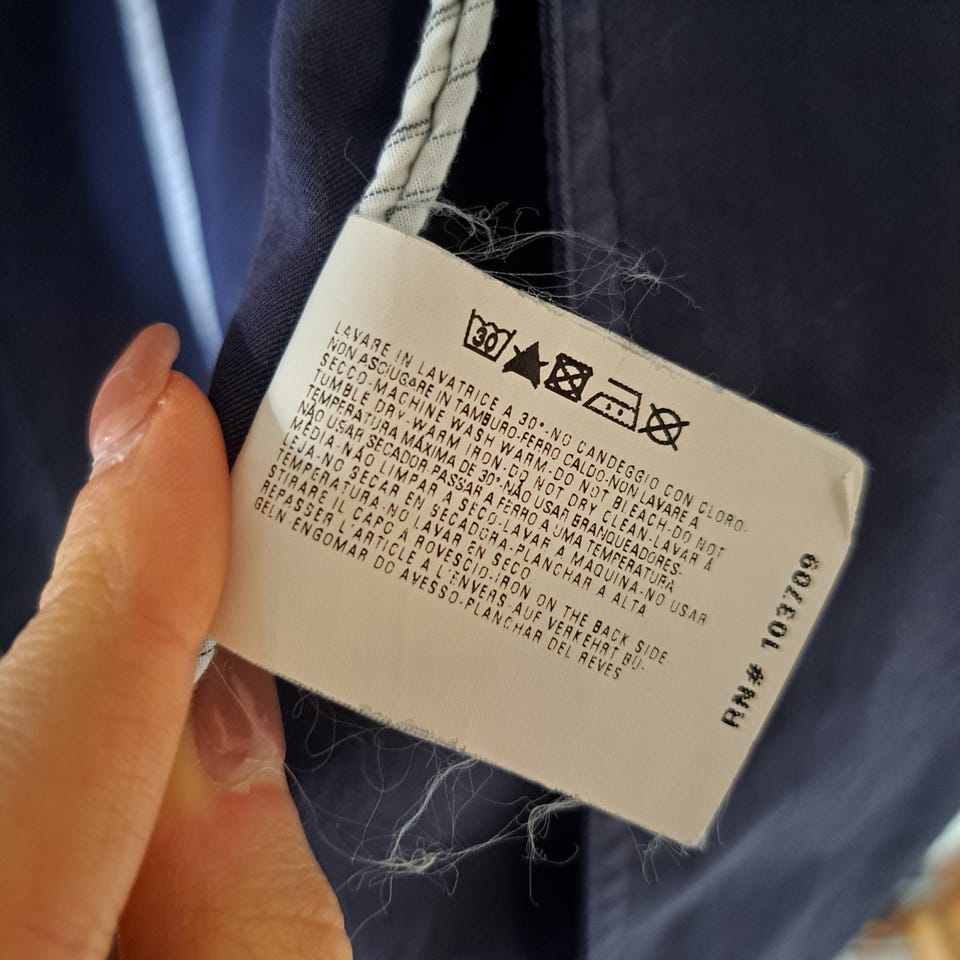 30
LAVARE IN LAVATRICE A 30°-NO CANDEGGIO CON CLORO-
NON ASCIUGARE IN TAMBURO-FERRO CALDO-NON LAVARE A
SECCO-MACHINE WASH WARM-DO NOT BLEACH-DO NOT
TUMBLE DRY-WARM IRON-DO NOT DRY CLEAN-LAVAR À
TEMPERATURA MÁXIMA DE 30°-NÃO USAR BRANQUEADORES-
NÃO USAR SECADOR-PASSAR A FERRO A UMA TEMPERATURA
MÉDIA-NÃO LIMPAR A SECO-LAVAR A MÁQUINA-NO USAR
LEJA-NO SECAR EN SECADORA-PLANCHAR A ALTA
TEMPERATURA-NO LAVAR EN SECO
STIRARE IL CAPO A ROVESCIO-IRON ON THE BACK SIDE-
REPASSER L'ARTICLE A L'ENVERS-AUF VERKEHRT BÜ-
GELN ENGOMAR DO AVESSO-PLANCHAR DEL REVES
RN# 103709